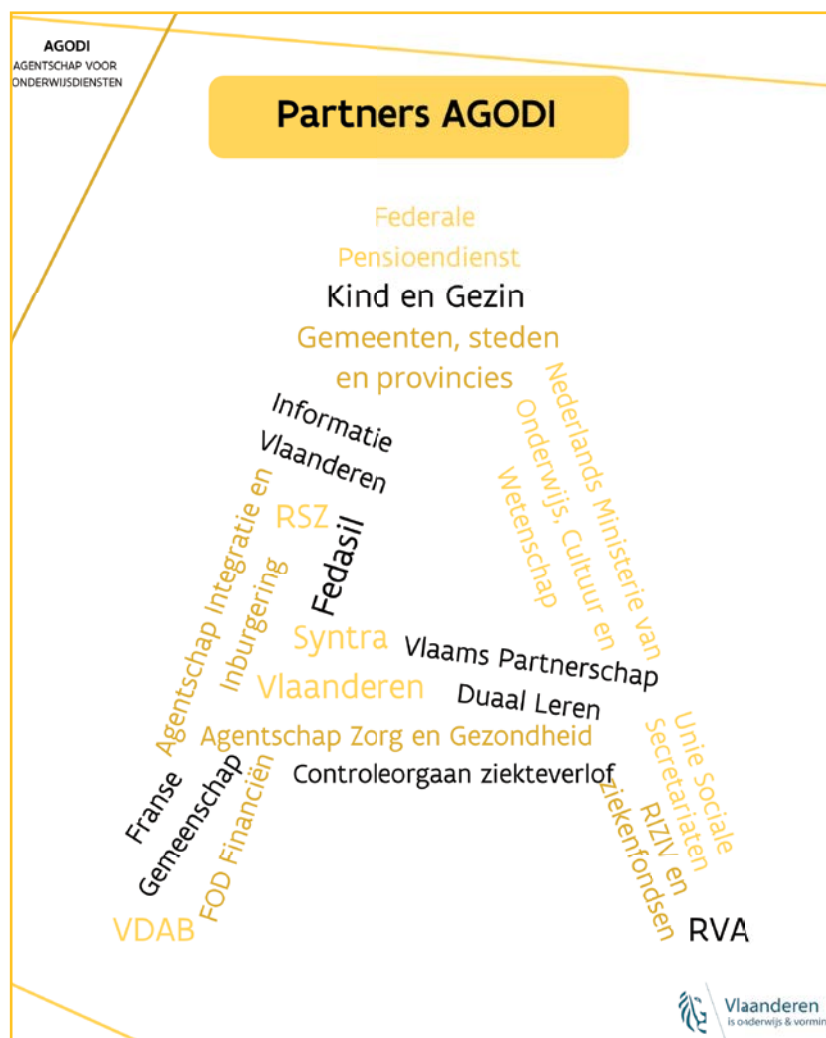 AGODI
AGENTSCHAP VOOR
ONDERWIJSDIENSTEN
Partners AGODI
Federale
Pensioendienst
Kind en Gezin
Gemeenten, steden
en provincies
Informatie
Vlaanderen
Nederlands Ministerie van
Onderwijs, Cultuur en
Wetenschap
Agentschap Integratie en
Inburgering
RSZ
Fedasil
Syntra
Vlaanderen
Vlaams Partnerschap
Duaal Leren
Agentschap Zorg en Gezondheid
Controleorgaan ziekteverlof
Franse
Gemeenschap
FOD Financiën
Unie Sociale
Secretariaten
RIZIV en
ziekenfondsen
VDAB
RVA
Vlaanderen
is onderwijs & vormin